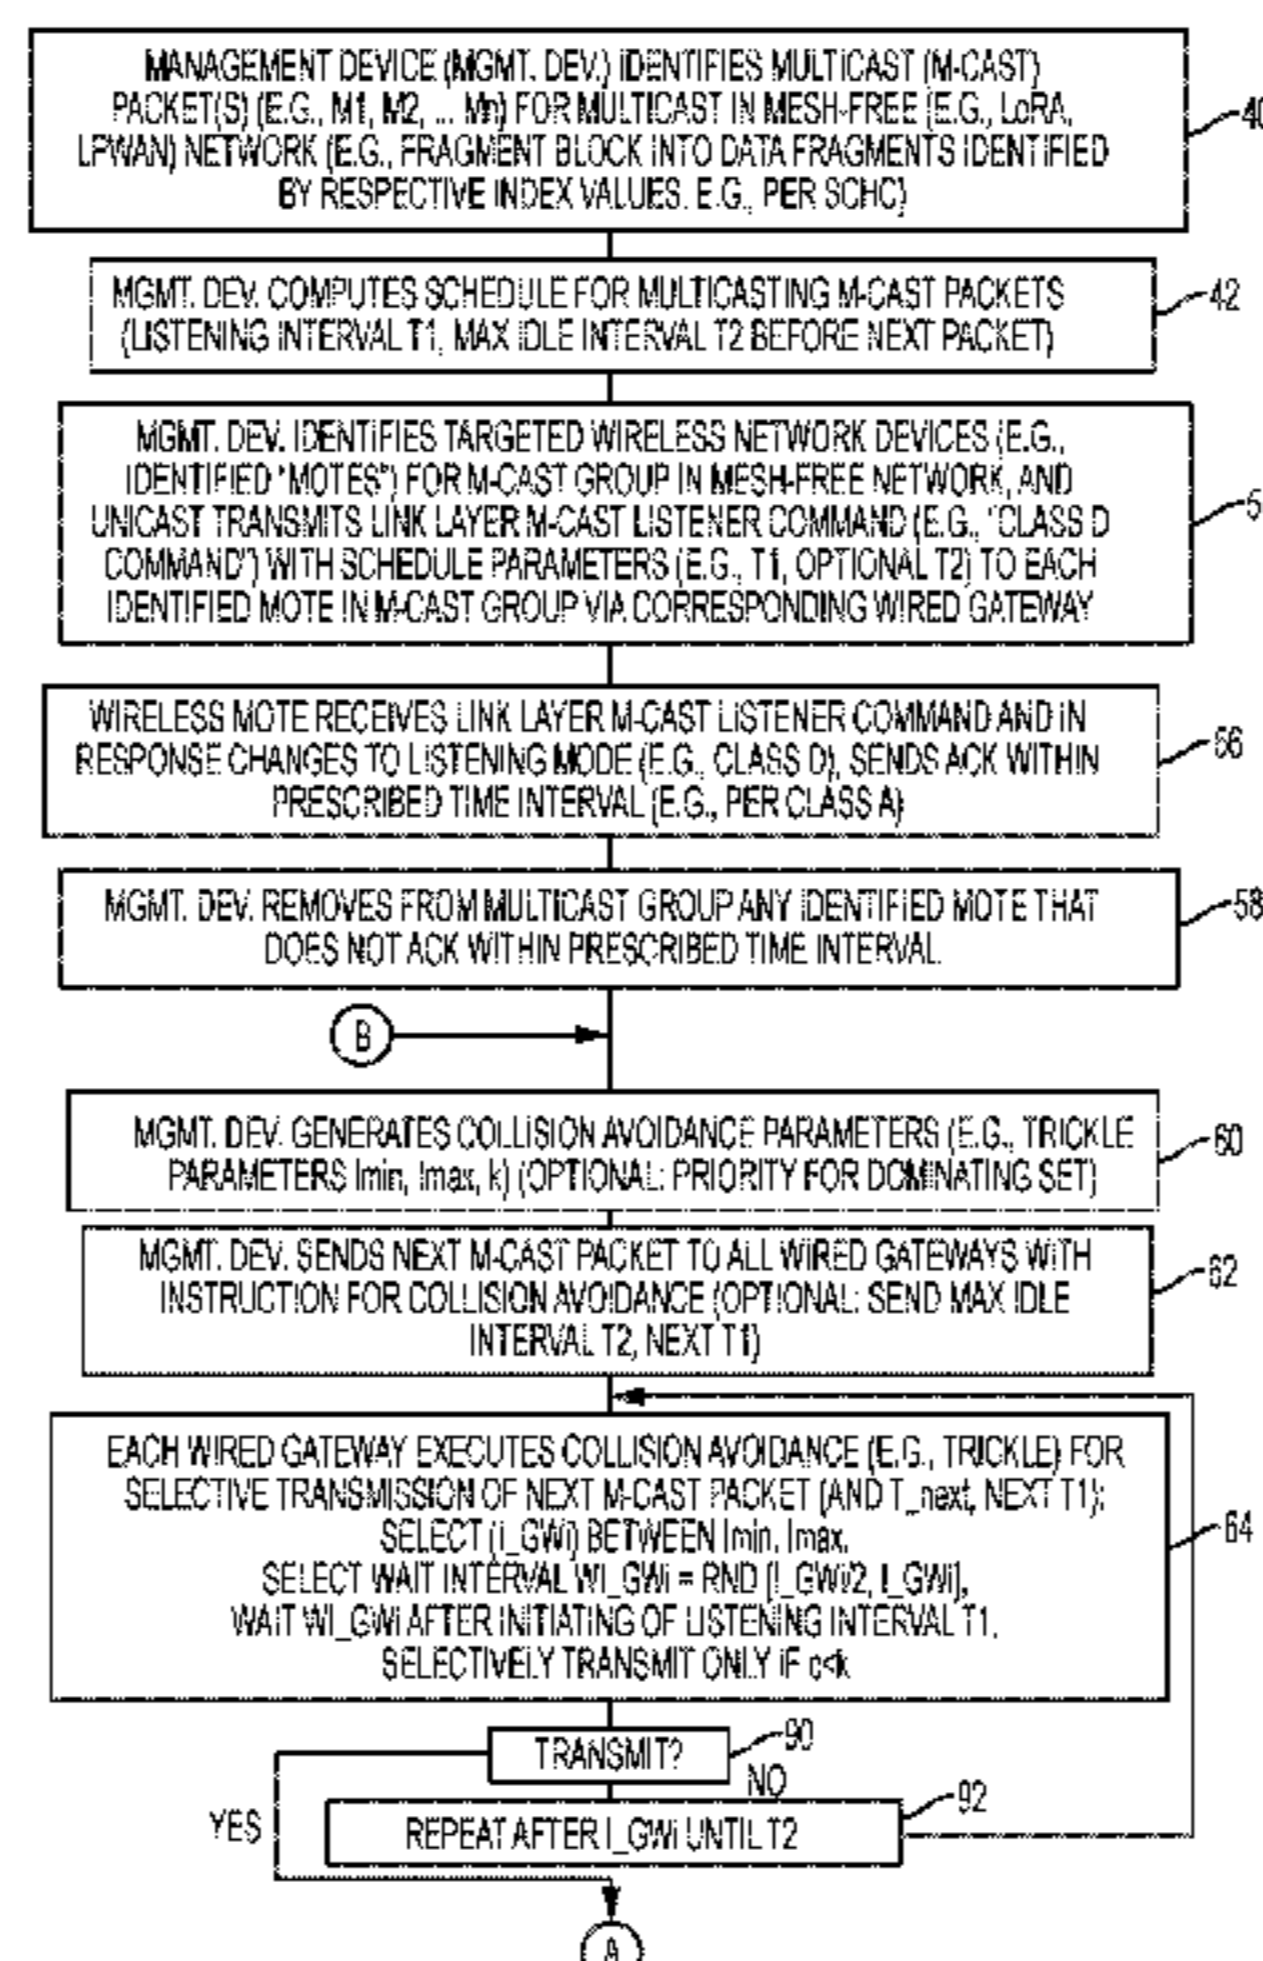 MANAGEMENT DEVICE (MGMT. DEV.) IDENTIFIES MULTICAST (M-CAST)
PACKET(S) (E.G., M1, M2, ... Mn) FOR MULTICAST IN MESH-FREE (E.G., LoRA,
LPWAN) NETWORK (E.G., FRAGMENT BLOCK INTO DATA FRAGMENTS IDENTIFIED
BY RESPECTIVE INDEX VALUES. E.G., PER SCHC)
40
MGMT. DEV. COMPUTES SCHEDULE FOR MULTICASTING M-CAST PACKETS
(LISTENING INTERVAL T1, MAX IDLE INTERVAL T2 BEFORE NEXT PACKET)
42
MGMT. DEV. IDENTIFIES TARGETED WIRELESS NETWORK DEVICES (E.G.,
IDENTIFIED "MOTES") FOR M-CAST GROUP IN MESH-FREE NETWORK, AND
UNICAST TRANSMITS LINK LAYER M-CAST LISTENER COMMAND (E.G., "CLASS D
COMMAND") WITH SCHEDULE PARAMETERS (E.G., T1, OPTIONAL T2) TO EACH
IDENTIFIED MOTE IN M-CAST GROUP VIA CORRESPONDING WIRED GATEWAY
5
WIRELESS MOTE RECEIVES LINK LAYER M-CAST LISTENER COMMAND AND IN
RESPONSE CHANGES TO LISTENING MODE (E.G., CLASS D), SENDS ACK WITHIN
PRESCRIBED TIME INTERVAL (E.G., PER CLASS A)
56
MGMT. DEV. REMOVES FROM MULTICAST GROUP ANY IDENTIFIED MOTE THAT
DOES NOT ACK WITHIN PRESCRIBED TIME INTERVAL
58
B
MGMT. DEV. GENERATES COLLISION AVOIDANCE PARAMETERS (E.G., TRICKLE
PARAMETERS Imin, Imax, k) (OPTIONAL: PRIORITY FOR DOMINATING SET)
60
MGMT. DEV. SENDS NEXT M-CAST PACKET TO ALL WIRED GATEWAYS WITH
INSTRUCTION FOR COLLISION AVOIDANCE (OPTIONAL: SEND MAX IDLE
INTERVAL T2, NEXT T1)
62
EACH WIRED GATEWAY EXECUTES COLLISION AVOIDANCE (E.G., TRICKLE) FOR
SELECTIVE TRANSMISSION OF NEXT M-CAST PACKET (AND T_next, NEXT T1);
SELECT (I_GWi) BETWEEN Imin, Imax,
SELECT WAIT INTERVAL WI_GWi = RND [I_GWi/2, I_GWi],
WAIT WI_GWi AFTER INITIATING OF LISTENING INTERVAL T1,
SELECTIVELY TRANSMIT ONLY IF c<k
64
TRANSMIT?
90
NO
YES
REPEAT AFTER I_GWi UNTIL T2
92
A